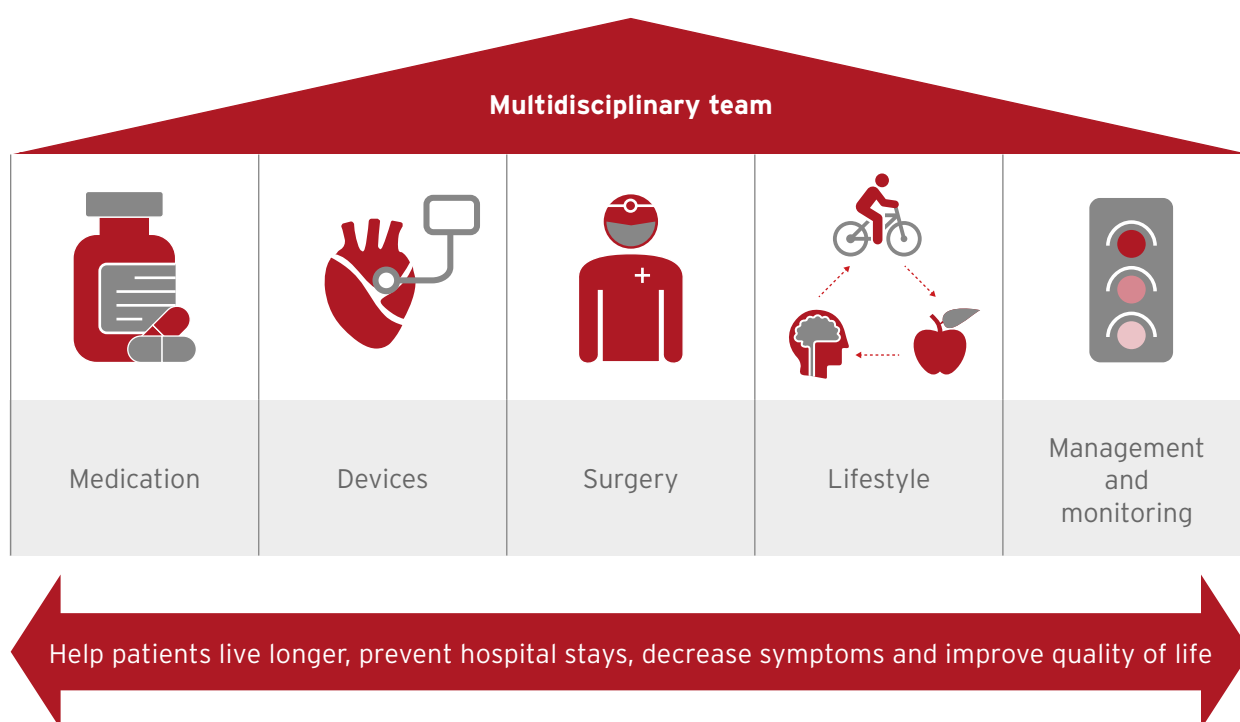 Multidisciplinary team
Medication
Devices
Surgery
Lifestyle
Management
and
monitoring
Help patients live longer, prevent hospital stays, decrease symptoms and improve quality of life